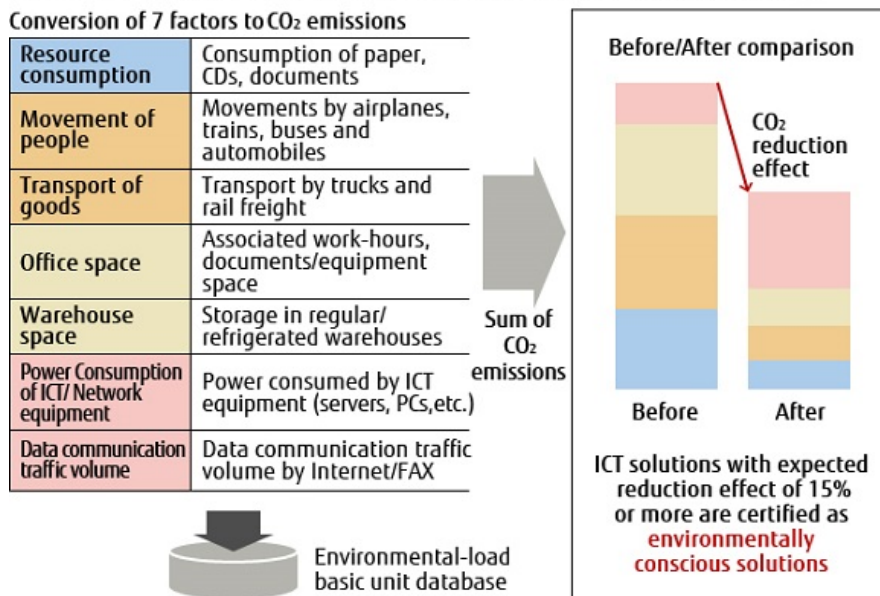 Conversion of 7 factors to CO₂ emissions
Resource
consumption
Consumption of paper,
CDs, documents
Movement of
people
Movements by airplanes,
trains, buses and
automobiles
Transport of
goods
Transport by trucks and
rail freight
Office space
Associated work-hours,
documents/equipment
space
Warehouse
space
Storage in regular/
refrigerated warehouses
Power Consumption
of ICT/ Network
equipment
Power consumed by ICT
equipment (servers, PCs,etc.)
Data communication
traffic volume
Data communication traffic
volume by Internet/FAX
Environmental-load
basic unit database
Sum of
CO₂
emissions
Before/After comparison
CO₂
reduction
effect
Before
After
ICT solutions with expected
reduction effect of 15%
or more are certified as
environmentally
conscious solutions